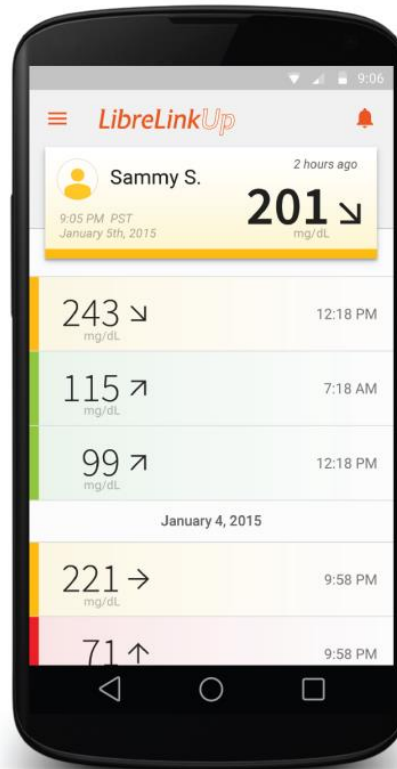 9:06
LibreLinkUp
Sammy S.
2 hours ago
201
mg/dL
9:05 PM PST
January 5th, 2015
243
mg/dL
12:18 PM
115
mg/dL
7:18 AM
99
mg/dL
12:18 PM
January 4, 2015
221
mg/dL
9:58 PM
71
9:58 PM